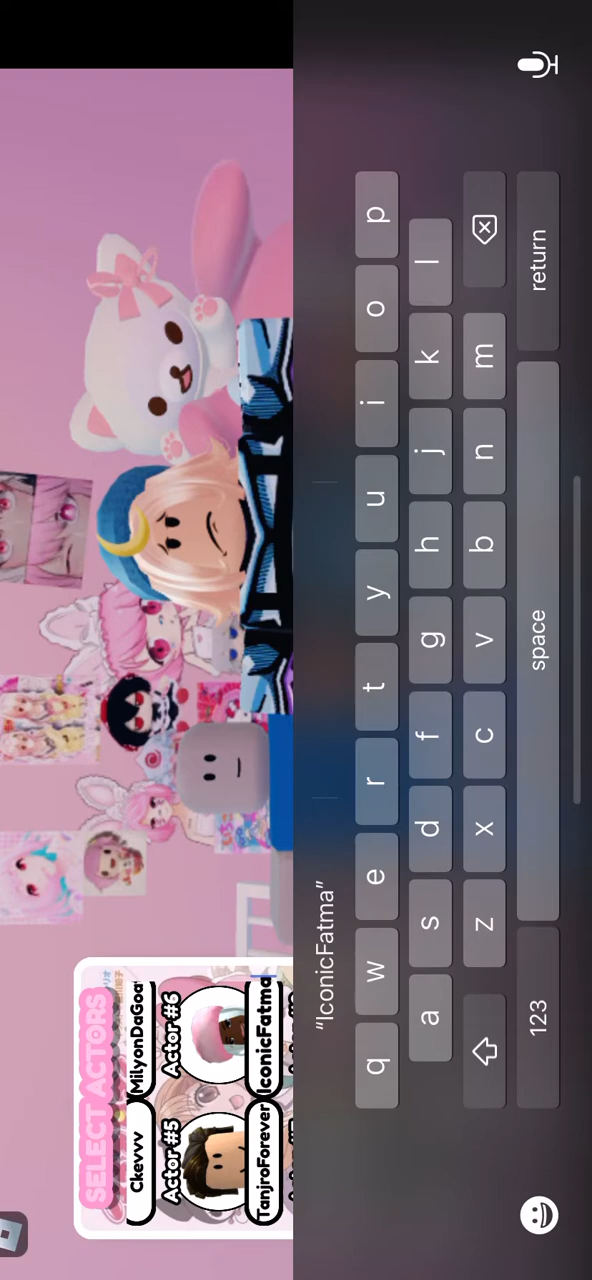 SELECT ACTORS
Ckevvv
MilyonDaGoa
Actor #5
Actor #6
TanjroForever
IconicFatma
"IconicFatma"
q w e r t y u i o p
a s d f g h j k l
z x c v b n m
123
space
return